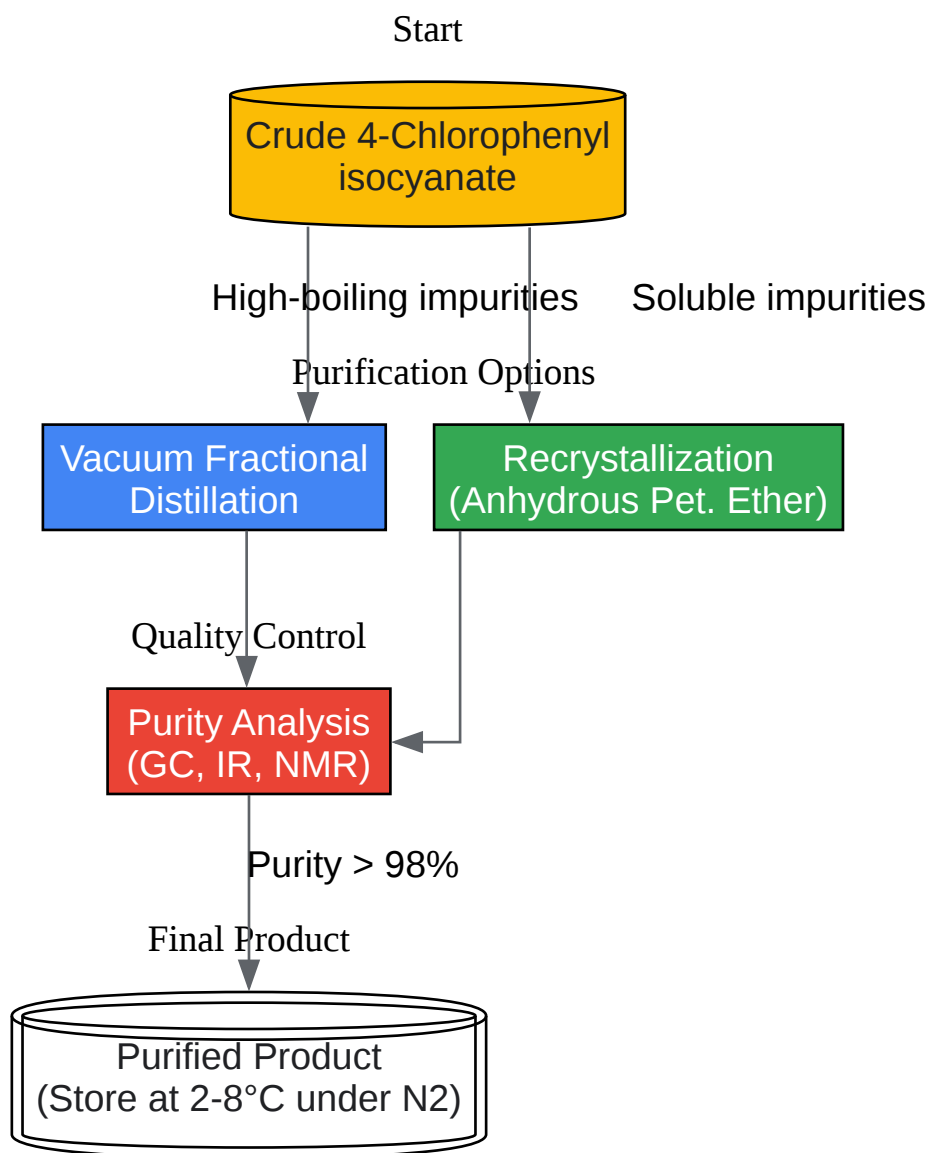 Start
Crude 4-Chlorophenyl
isocyanate
High-boiling impurities
Soluble impurities
Purification Options
Vacuum Fractional
Distillation
Recrystallization
(Anhydrous Pet. Ether)
Quality Control
Purity Analysis
(GC, IR, NMR)
Purity > 98%
Final Product
Purified Product
(Store at 2-8°C under N2)